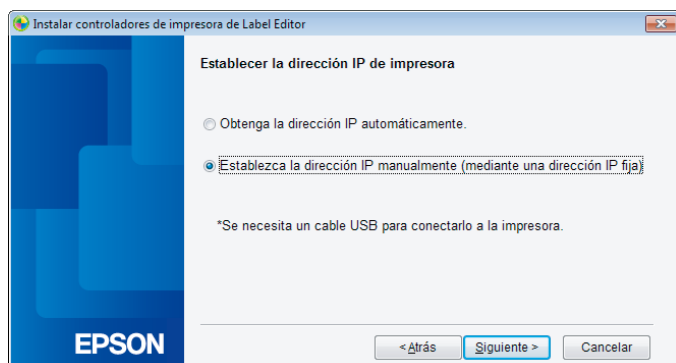 Instalar controladores de impresora de Label Editor
Establecer la dirección IP de impresora
Obtenga la dirección IP automáticamente.
Establezca la dirección IP manualmente (mediante una dirección IP fija)
*Se necesita un cable USB para conectarlo a la impresora.
EPSON
< Atrás
Siguiente >
Cancelar